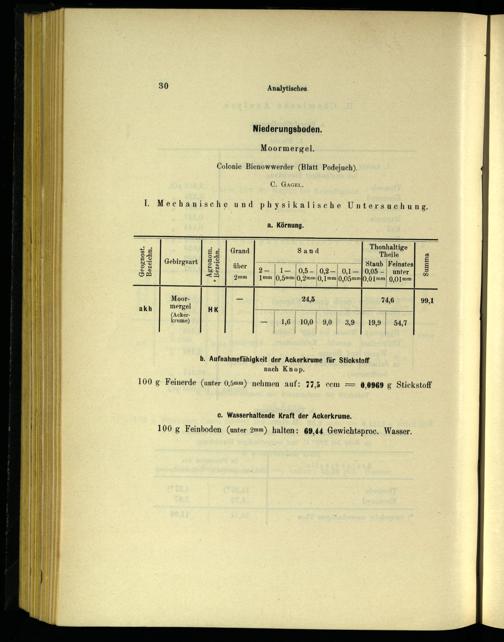 30
Analytisches
Niederungsboden.
Moormergel.
Colonie Bienowwerder (Blatt Podejuch).
C. GAGEL.
I. Mechanische und physikalische Untersuchung.
a. Körnung.
Geognost. Bezeichn. Gebirgsart Agronom. Bezeichn. Grand über 2mm Sand Thonhaltige Theile Summa
2— 1mm 1— 0,5mm 0,5— 0,2mm 0,2— 0,1mm 0,1— 0,05mm Staub 0,05— 0,01mm Feinstes unter 0,01mm
akh Moor-mergel (Acker-krume) HK — 24,5 74,6 99,1
— 1,6 10,0 9,0 3,9 19,9 54,7
b. Aufnahmefähigkeit der Ackerkrume für Stickstoff
nach Knop.
100 g Feinerde (unter 0,5mm) nehmen auf: 77,5 ccm = 0,0969 g Stickstoff
c. Wasserhaltende Kraft der Ackerkrume.
100 g Feinboden (unter 2mm) halten: 69,44 Gewichtsproc. Wasser.